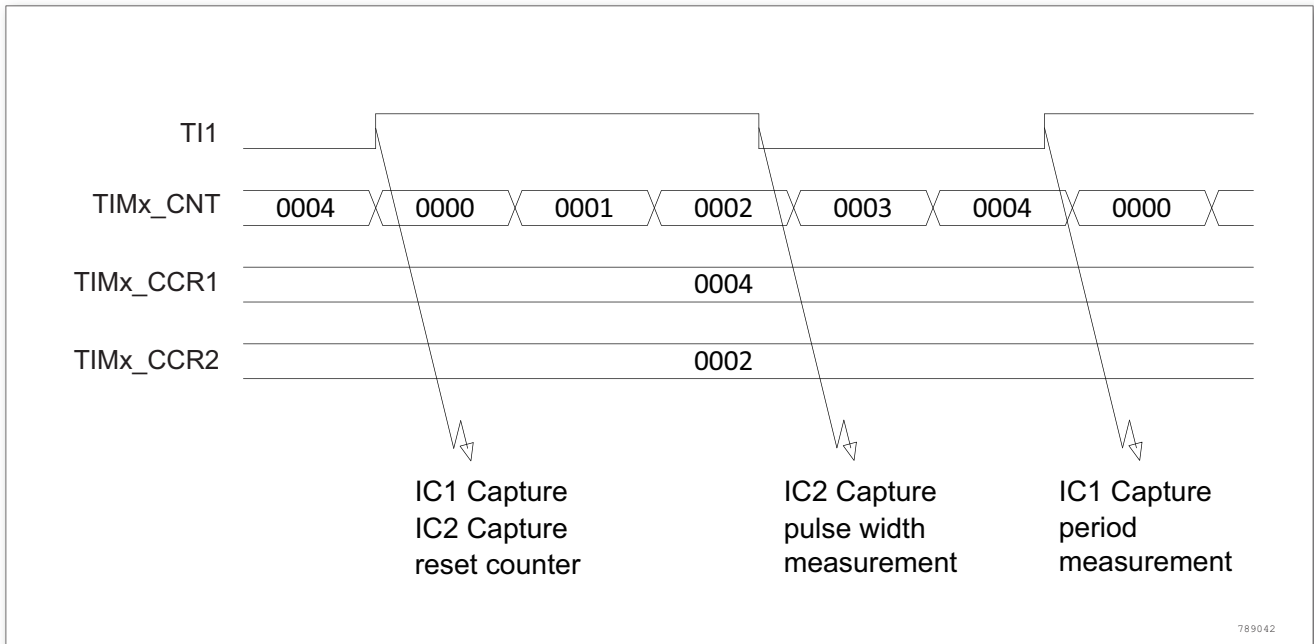 TI1
TIMx_CNT 0004 0000 0001 0002 0003 0004 0000
TIMx_CCR1 0004
TIMx_CCR2 0002
IC1 Capture
IC2 Capture
reset counter
IC2 Capture
pulse width
measurement
IC1 Capture
period
measurement
789042